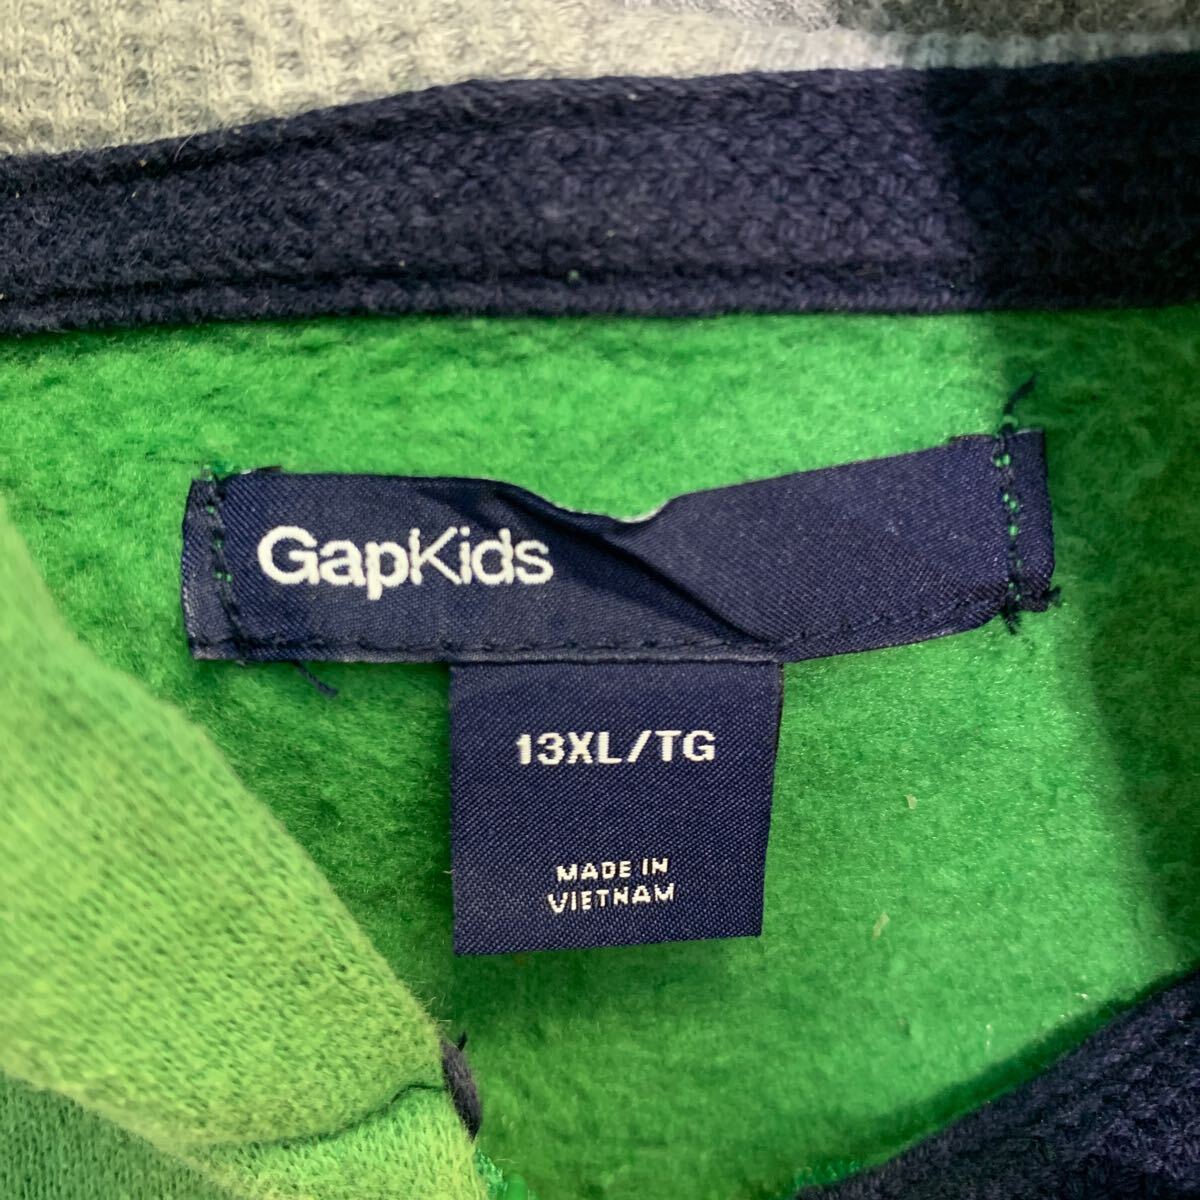 GapKids
13XL/TG
MADE IN
VIETNAM